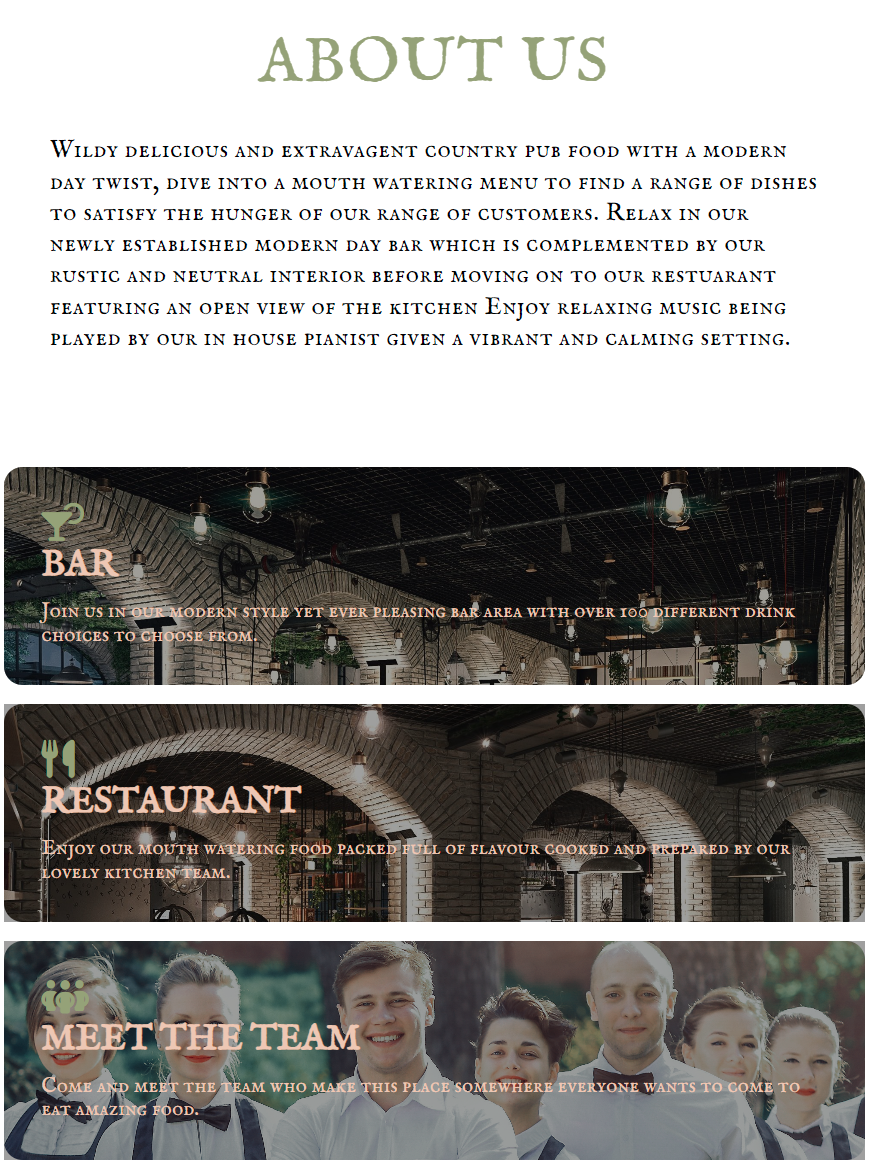 ABOUT US
Wildy delicious and extravagent country pub food with a modern
day twist, dive into a mouth watering menu to find a range of dishes
to satisfy the hunger of our range of customers. Relax in our
newly established modern day bar which is complemented by our
rustic and neutral interior before moving on to our restuarant
featuring an open view of the kitchen Enjoy relaxing music being
played by our in house pianist given a vibrant and calming setting.
BAR
Join us in our modern style yet ever pleasing bar area with over 100 different drink
choices to choose from.
RESTAURANT
Enjoy our mouth watering food packed full of flavour cooked and prepared by our
lovely kitchen team.
MEET THE TEAM
Come and meet the team who make this place somewhere everyone wants to come to
eat amazing food.